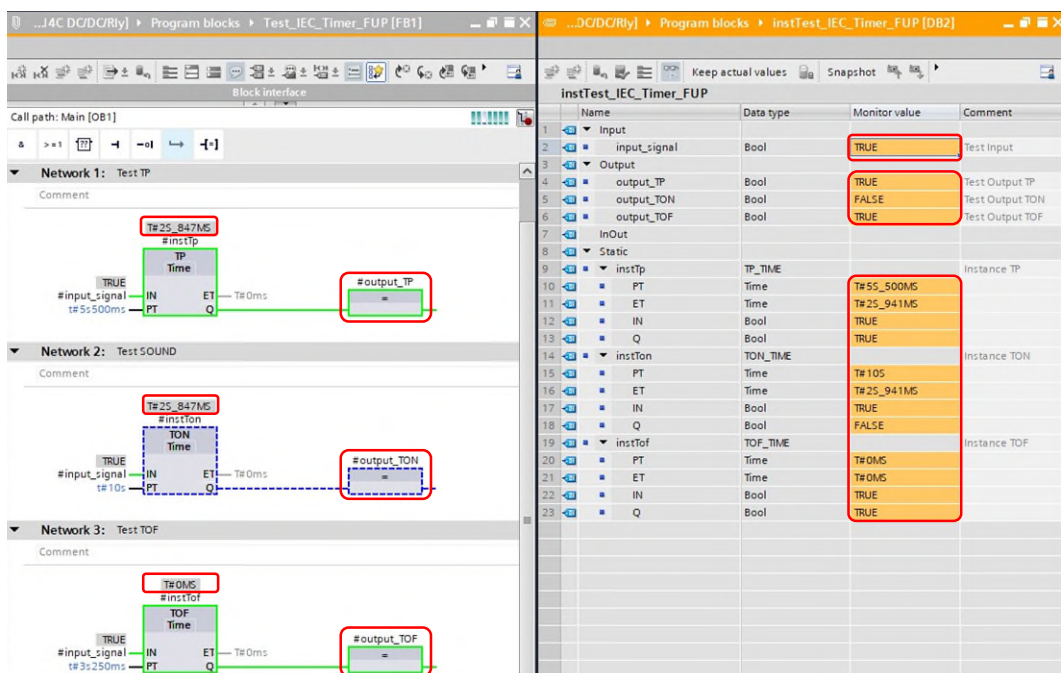 ...J4C DC/DC/Rly] ▸ Program blocks ▸ Test_IEC_Timer_FUP [FB1]
Block interface
Call path: Main [OB1]
& >=1 [??] ⊣ ─o| ↦ -[=]
Network 1: Test TP
Comment
T#2S_847MS
#instTp
TP
Time
TRUE
#input_signal IN ET T#0ms
t#5s500ms PT Q
#output_TP
=
Network 2: Test SOUND
Comment
T#2S_847MS
#instTon
TON
Time
TRUE
#input_signal IN ET T#0ms
t#10s PT Q
#output_TON
=
Network 3: Test TOF
Comment
T#0MS
#instTof
TOF
Time
TRUE
#input_signal IN ET T#0ms
t#3s250ms PT Q
#output_TOF
=
...DC/DC/Rly] ▸ Program blocks ▸ instTest_IEC_Timer_FUP [DB2]
Keep actual values Snapshot
instTest_IEC_Timer_FUP
Name Data type Monitor value Comment
1 Input
2 input_signal Bool TRUE Test Input
3 Output
4 output_TP Bool TRUE Test Output TP
5 output_TON Bool FALSE Test Output TON
6 output_TOF Bool TRUE Test Output TOF
7 InOut
8 Static
9 instTp TP_TIME Instance TP
10 PT Time T#5S_500MS
11 ET Time T#2S_941MS
12 IN Bool TRUE
13 Q Bool TRUE
14 instTon TON_TIME Instance TON
15 PT Time T#10S
16 ET Time T#2S_941MS
17 IN Bool TRUE
18 Q Bool FALSE
19 instTof TOF_TIME Instance TOF
20 PT Time T#0MS
21 ET Time T#0MS
22 IN Bool TRUE
23 Q Bool TRUE